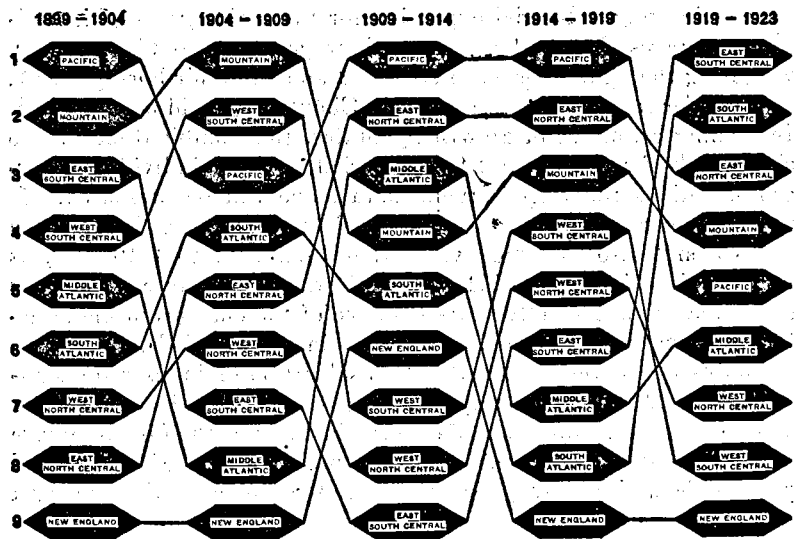 1899 – 1904 1904 – 1909 1909 – 1914 1914 – 1919 1919 – 1923
1 PACIFIC MOUNTAIN PACIFIC PACIFIC EAST SOUTH CENTRAL
2 MOUNTAIN WEST SOUTH CENTRAL EAST NORTH CENTRAL EAST NORTH CENTRAL SOUTH ATLANTIC
3 EAST SOUTH CENTRAL PACIFIC MIDDLE ATLANTIC MOUNTAIN EAST NORTH CENTRAL
4 WEST SOUTH CENTRAL SOUTH ATLANTIC MOUNTAIN WEST SOUTH CENTRAL MOUNTAIN
5 MIDDLE ATLANTIC EAST NORTH CENTRAL SOUTH ATLANTIC WEST NORTH CENTRAL PACIFIC
6 SOUTH ATLANTIC WEST NORTH CENTRAL NEW ENGLAND EAST SOUTH CENTRAL MIDDLE ATLANTIC
7 WEST NORTH CENTRAL EAST SOUTH CENTRAL WEST SOUTH CENTRAL MIDDLE ATLANTIC WEST NORTH CENTRAL
8 EAST NORTH CENTRAL MIDDLE ATLANTIC WEST NORTH CENTRAL SOUTH ATLANTIC WEST SOUTH CENTRAL
9 NEW ENGLAND NEW ENGLAND EAST SOUTH CENTRAL NEW ENGLAND NEW ENGLAND